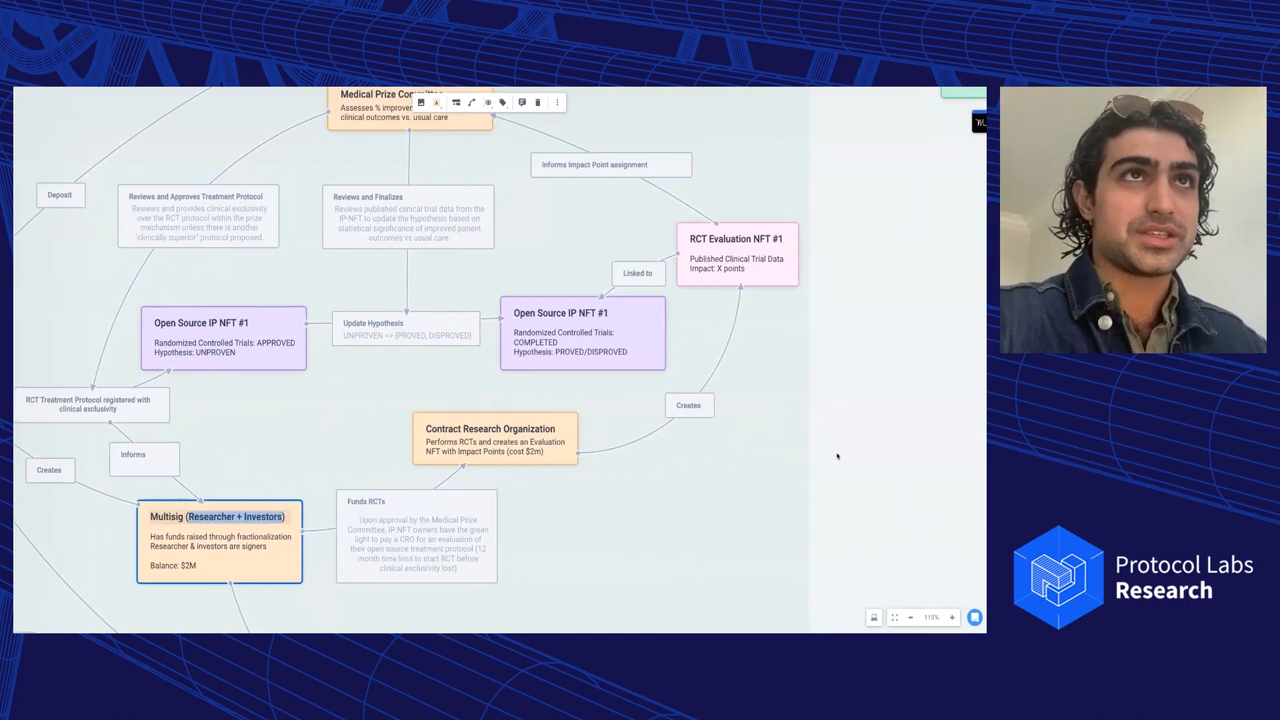 Medical Prize
Assesses % improve
clinical outcomes vs. usual care
Informs Impact Point assignment
Deposit
Reviews and Approves Treatment Protocol
Reviews and provides clinical exclusivity
over the RCT protocol within the prize
mechanism unless there is another
"clinically superior" protocol proposed.
Reviews and Finalizes
Reviews published clinical trial data from the
IP-NFT to update the hypothesis based on
statistical significance of improved patient
outcomes vs usual care
RCT Evaluation NFT #1
Published Clinical Trial Data
Impact: X points
Linked to
Open Source IP NFT #1
Randomized Controlled Trials: APPROVED
Hypothesis: UNPROVEN
Update Hypothesis
UNPROVEN => {PROVED, DISPROVED}
Open Source IP NFT #1
Randomized Controlled Trials:
COMPLETED
Hypothesis: PROVED/DISPROVED
RCT Treatment Protocol registered with
clinical exclusivity
Creates
Contract Research Organization
Performs RCTs and creates an Evaluation
NFT with Impact Points (cost $2m)
Informs
Creates
Multisig (Researcher + Investors)
Has funds raised through fractionalization
Researcher & investors are signers
Balance: $2M
Funds RCTs
Upon approval by the Medical Prize
Committee, IP NFT owners have the green
light to pay a CRO for an evaluation of
their open source treatment protocol (12
month time limit to start RCT before
clinical exclusivity lost)
115%
Protocol Labs
Research